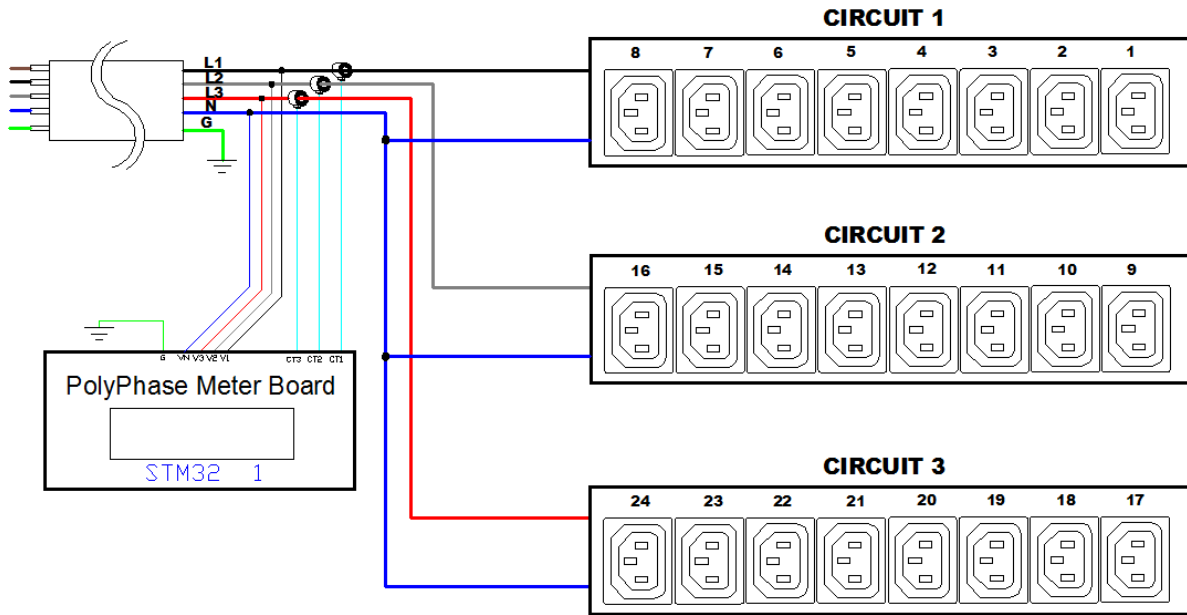 CIRCUIT 1
8 7 6 5 4 3 2 1
L1
L2
L3
N
G
CIRCUIT 2
16 15 14 13 12 11 10 9
G VN V3 V2 V1 CT3 CT2 CT1
PolyPhase Meter Board
STM32 1
CIRCUIT 3
24 23 22 21 20 19 18 17